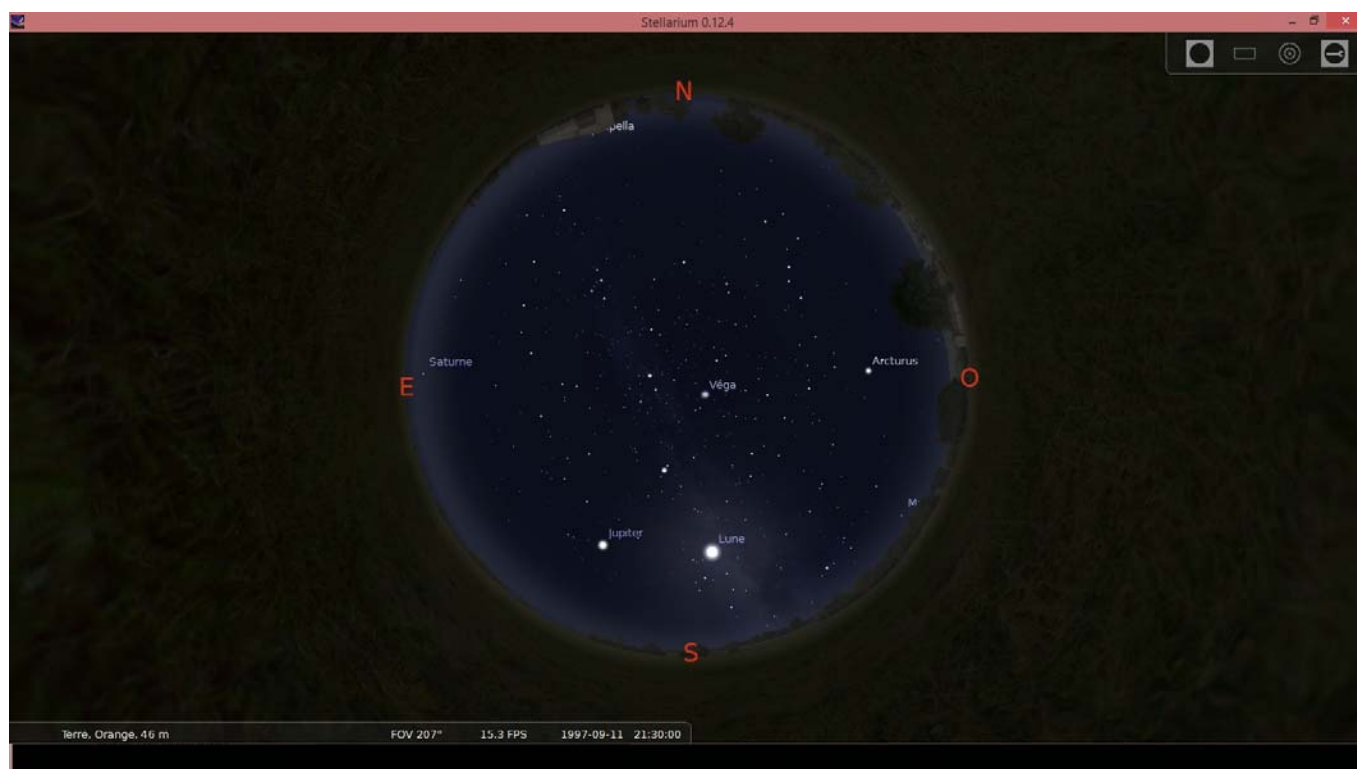 Stellarium 0.12.4
N
pella
Saturne
Arcturus
E
Véga
O
M
Jupiter
Lune
S
Terre, Orange, 46 m FOV 207° 15.3 FPS 1997-09-11 21:30:00